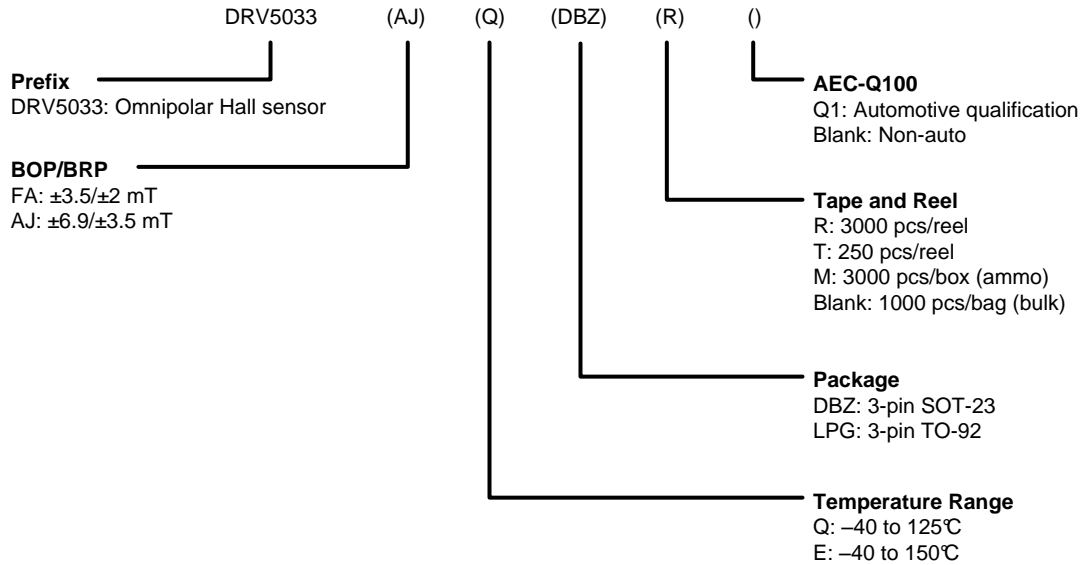 DRV5033 (AJ) (Q) (DBZ) (R) ()
Prefix
DRV5033: Omnipolar Hall sensor
BOP/BRP
FA: ±3.5/±2 mT
AJ: ±6.9/±3.5 mT
AEC-Q100
Q1: Automotive qualification
Blank: Non-auto
Tape and Reel
R: 3000 pcs/reel
T: 250 pcs/reel
M: 3000 pcs/box (ammo)
Blank: 1000 pcs/bag (bulk)
Package
DBZ: 3-pin SOT-23
LPG: 3-pin TO-92
Temperature Range
Q: –40 to 125℃
E: –40 to 150℃